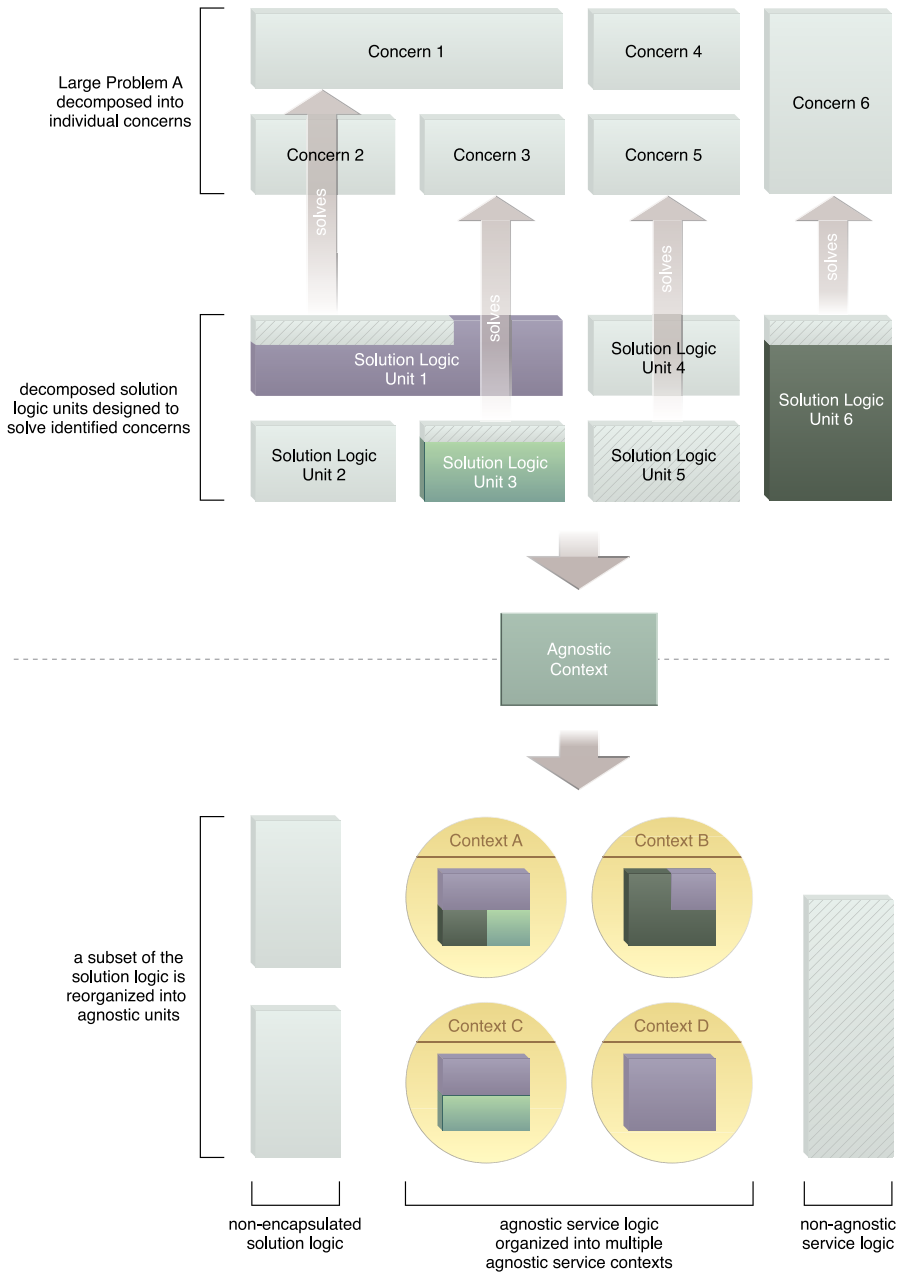 Large Problem A
decomposed into
individual concerns
Concern 1
Concern 4
Concern 6
Concern 2
Concern 3
Concern 5
solves
solves
solves
solves
decomposed solution
logic units designed to
solve identified concerns
Solution Logic
Unit 1
Solution Logic
Unit 4
Solution Logic
Unit 6
Solution Logic
Unit 2
Solution Logic
Unit 3
Solution Logic
Unit 5
Agnostic
Context
a subset of the
solution logic is
reorganized into
agnostic units
Context A
Context B
Context C
Context D
non-encapsulated
solution logic
agnostic service logic
organized into multiple
agnostic service contexts
non-agnostic
service logic